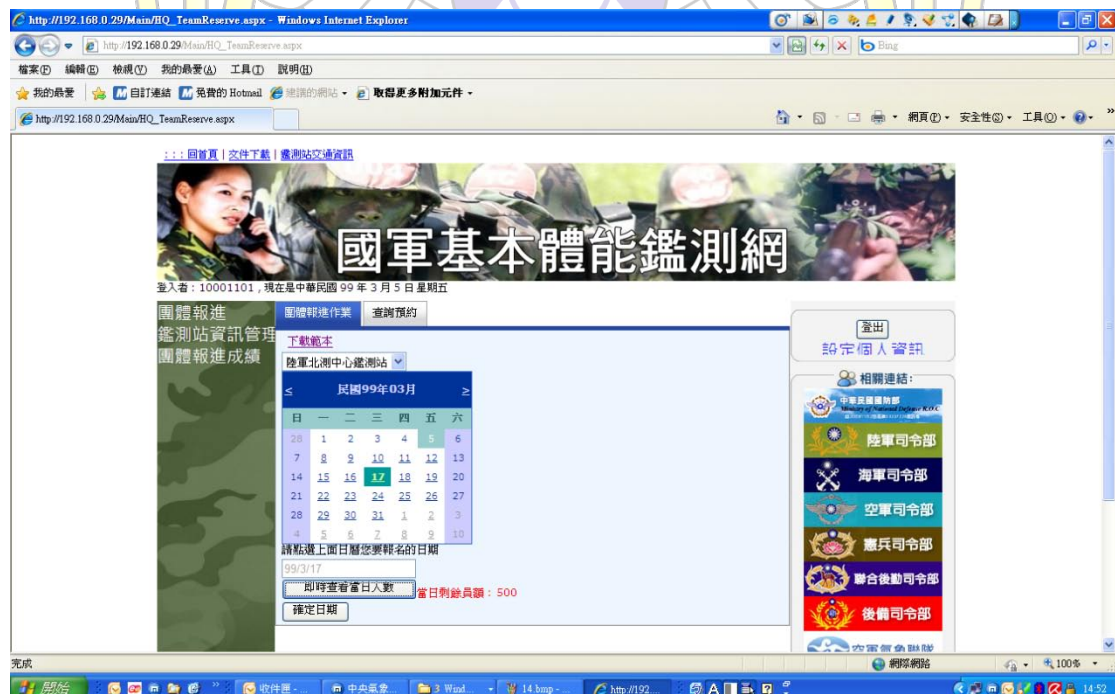 http://192.168.0.29/Main/HQ_TeamReserve.aspx - Windows Internet Explorer
http://192.168.0.29/Main/HQ_TeamReserve.aspx
Bing
檔案(F) 編輯(E) 檢視(V) 我的最愛(A) 工具(T) 說明(H)
我的最愛 自訂連結 免費的 Hotmail 建議的網站 取得更多附加元件
http://192.168.0.29/Main/HQ_TeamReserve.aspx
網頁(P) 安全性(S) 工具(O)
:::回首頁 | 文件下載 | 鑑測站交通資訊
國軍基本體能鑑測網
登入者：10001101 , 現在是中華民國 99 年 3 月 5 日 星期五
團體報進
鑑測站資訊管理
團體報進成績
團體報進作業 查詢預約
下載範本
陸軍北測中心鑑測站
< 民國99年03月 >
日 一 二 三 四 五 六
28 1 2 3 4 5 6
7 8 9 10 11 12 13
14 15 16 17 18 19 20
21 22 23 24 25 26 27
28 29 30 31 1 2 3
4 5 6 7 8 9 10
請點選上面日曆您要報名的日期
99/3/17
即時查看當日人數 當日剩餘員額：500
確定日期
登出
設定個人資訊
相關連結：
中華民國國防部
Ministry of National Defense R.O.C
陸軍司令部
海軍司令部
空軍司令部
憲兵司令部
聯合後勤司令部
後備司令部
空軍氣象聯隊
完成
網際網路
100%
開始
收件匣 - ...
中央氣象...
3 Wind...
14.bmp - ...
http://192....
14:52